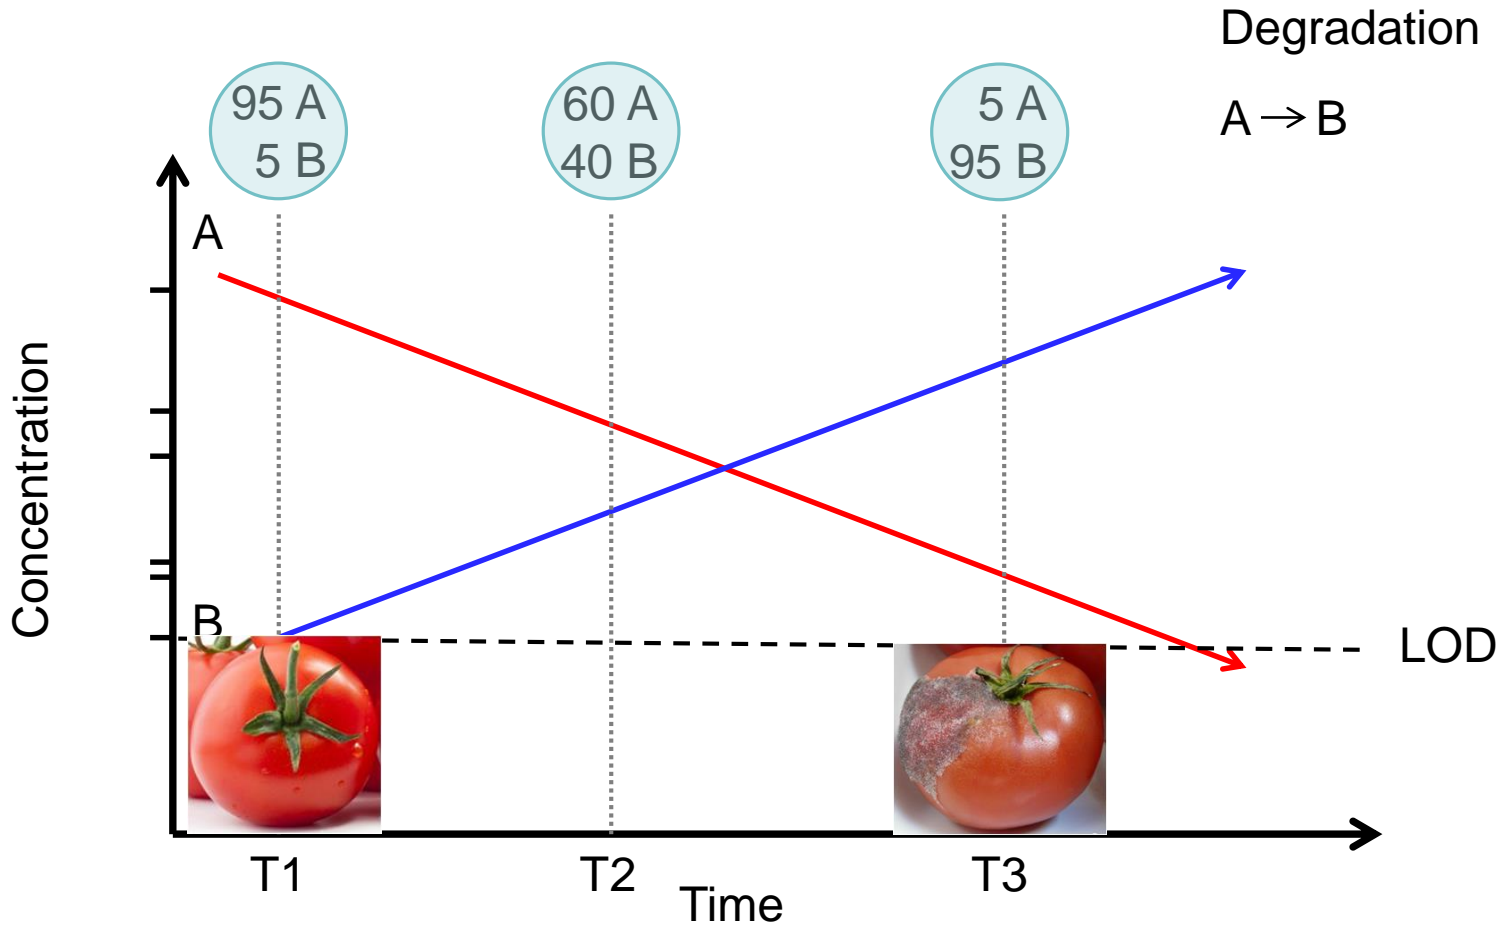 Degradation
A → B
95 A
5 B
60 A
40 B
5 A
95 B
A
B
Concentration
LOD
T1
T2
T3
Time